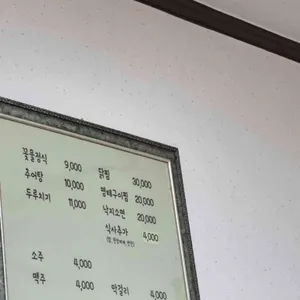 꽃돌정식 9,000
추어탕 10,000
두루치기 11,000
닭찜 30,000
명태구이찜 20,000
낙지소면 20,000
식사추가 4,000
소주 4,000
맥주 4,000
막걸리 4,000